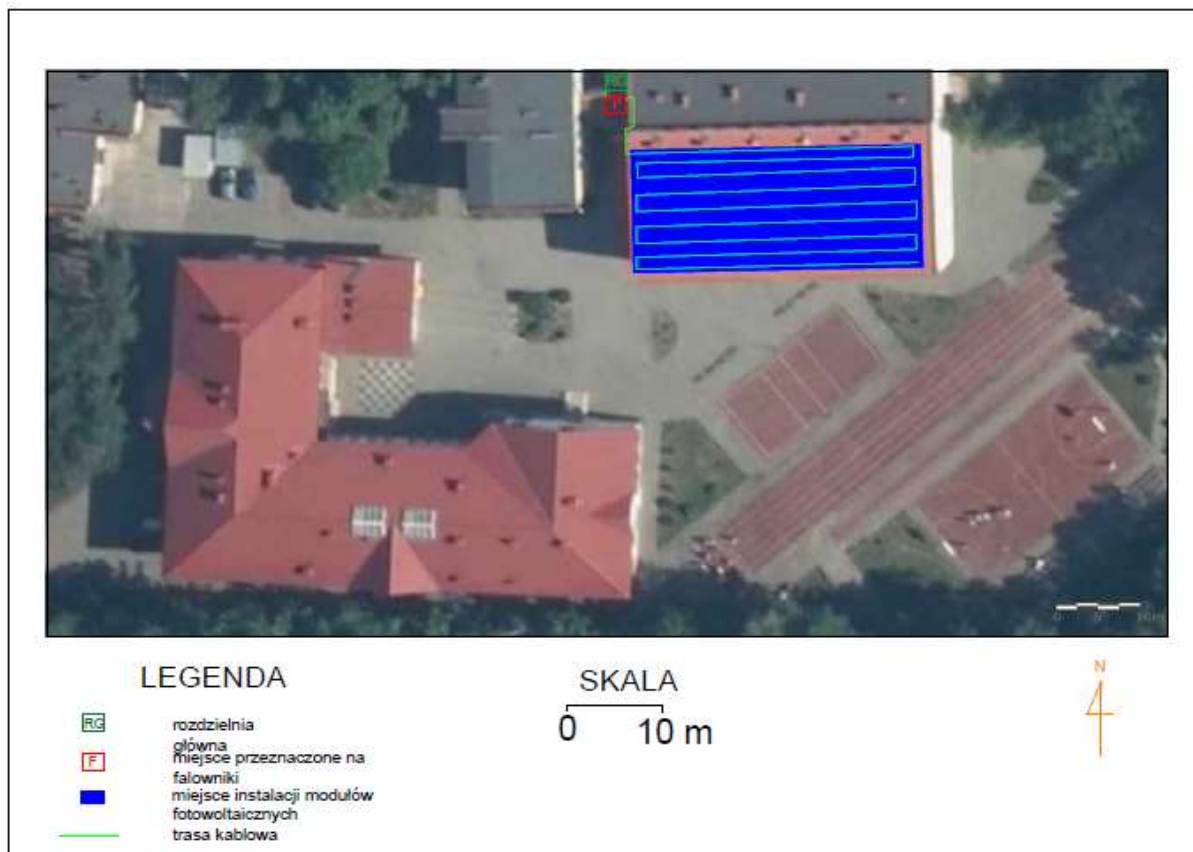 RG
F
LEGENDA
SKALA
N
0 10 m
RG
rozdzielnia
główna
F
miejsce przeznaczone na
falowniki
miejsce instalacji modułów
fotowoltaicznych
trasa kablowa